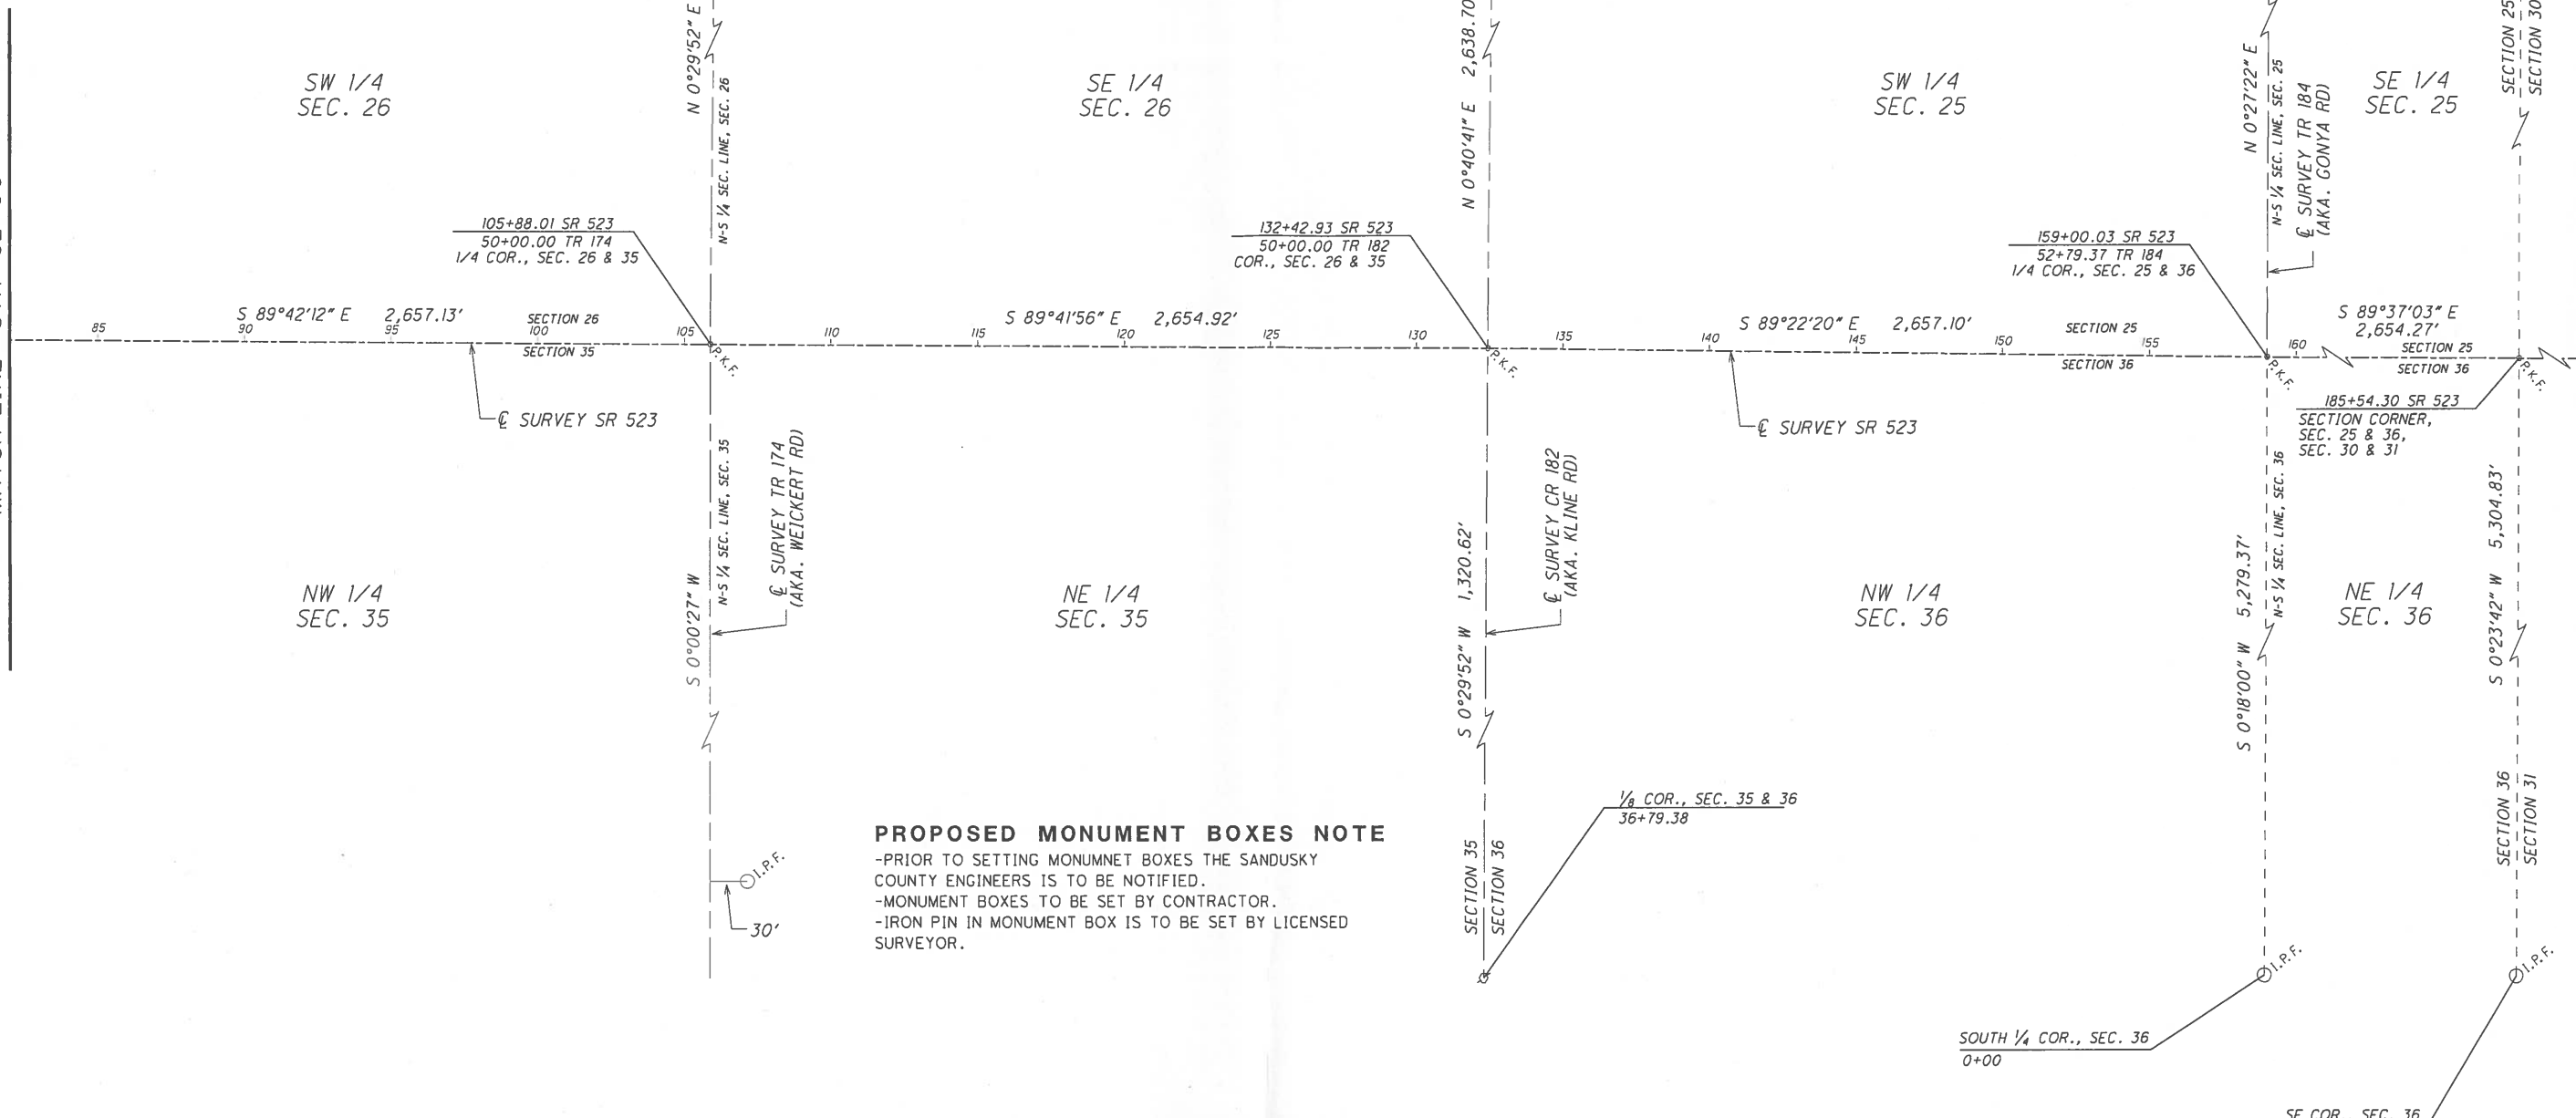 N 0°29'52" E
2,638.70
N 0°40'41" E
N 0°27'22" E
SECTION 25
SECTION 30
SW 1/4
SEC. 26
N-S 1/4 SEC. LINE, SEC. 26
SE 1/4
SEC. 26
SW 1/4
SEC. 25
N-S 1/4 SEC. LINE, SEC. 25
℄ SURVEY TR 184
(AKA. GONYA RD)
SE 1/4
SEC. 25
105+88.01 SR 523
50+00.00 TR 174
1/4 COR., SEC. 26 & 35
132+42.93 SR 523
50+00.00 TR 182
COR., SEC. 26 & 35
159+00.03 SR 523
52+79.37 TR 184
1/4 COR., SEC. 25 & 36
S 89°42'12" E 2,657.13'
SECTION 26
S 89°41'56" E 2,654.92'
S 89°22'20" E 2,657.10'
SECTION 25
S 89°37'03" E
2,654.27'
SECTION 25
85 90 95 100 105 110 115 120 125 130 135 140 145 150 155 160
SECTION 35
SECTION 36
SECTION 36
P.K.F.
P.K.F.
P.K.F.
P.K.F.
℄ SURVEY SR 523
℄ SURVEY SR 523
185+54.30 SR 523
SECTION CORNER,
SEC. 25 & 36,
SEC. 30 & 31
NW 1/4
SEC. 35
S 0°00'27" W
N-S 1/4 SEC. LINE, SEC. 35
℄ SURVEY TR 174
(AKA. WEICKERT RD)
NE 1/4
SEC. 35
S 0°29'52" W 1,320.62'
℄ SURVEY CR 182
(AKA. KLINE RD)
NW 1/4
SEC. 36
S 0°18'00" W 5,279.37'
N-S 1/4 SEC. LINE, SEC. 36
NE 1/4
SEC. 36
S 0°23'42" W 5,304.83'
1/8 COR., SEC. 35 & 36
36+79.38
SECTION 35
SECTION 36
SECTION 36
SECTION 31
PROPOSED MONUMENT BOXES NOTE
-PRIOR TO SETTING MONUMNET BOXES THE SANDUSKY
COUNTY ENGINEERS IS TO BE NOTIFIED.
-MONUMENT BOXES TO BE SET BY CONTRACTOR.
-IRON PIN IN MONUMENT BOX IS TO BE SET BY LICENSED
SURVEYOR.
I.P.F.
30'
I.P.F.
I.P.F.
SOUTH 1/4 COR., SEC. 36
0+00
SE COR., SEC. 36